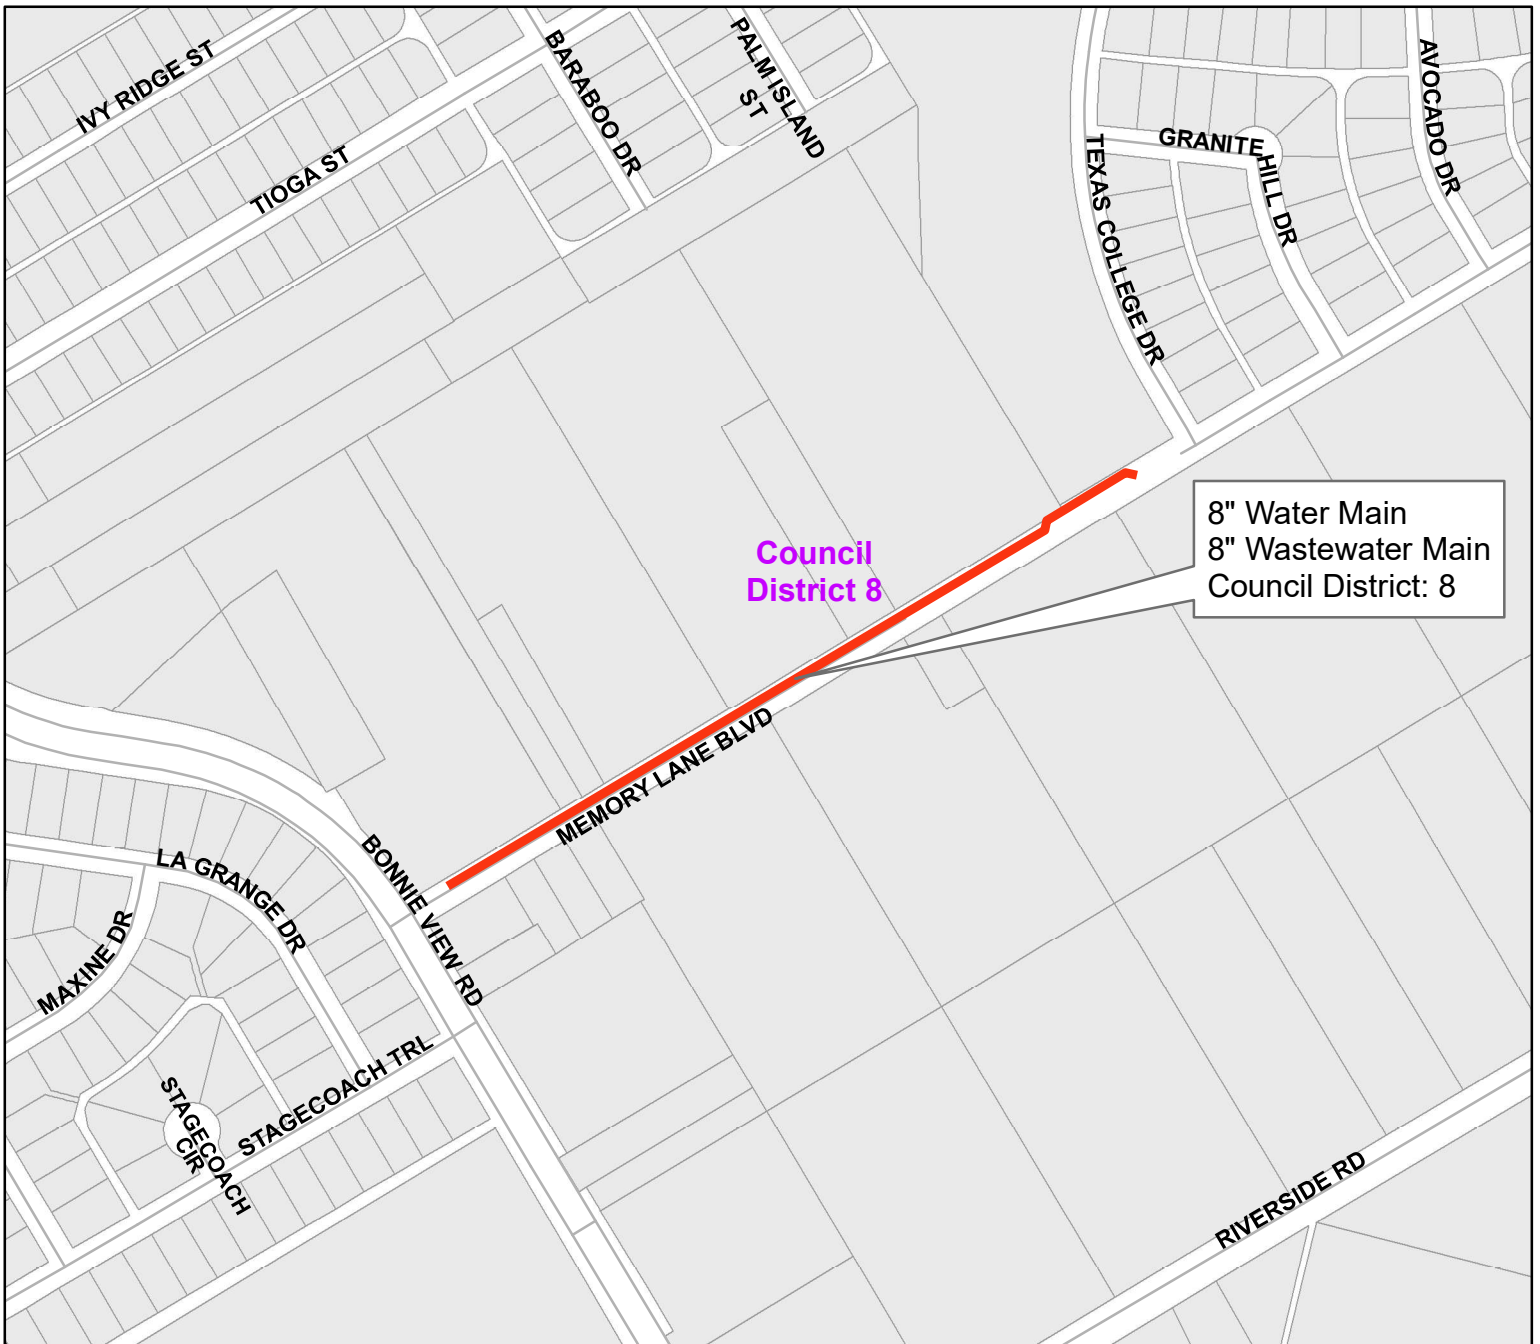 IVY RIDGE ST
TIOGA ST
BARABOO DR
PALM ISLAND
ST
TEXAS COLLEGE DR
GRANITE
HILL DR
AVOCADO DR
Council
District 8
8" Water Main
8" Wastewater Main
Council District: 8
MEMORY LANE BLVD
BONNIE VIEW RD
LA GRANGE DR
MAXINE DR
STAGECOACH TRL
STAGECOACH
CIR
RIVERSIDE RD